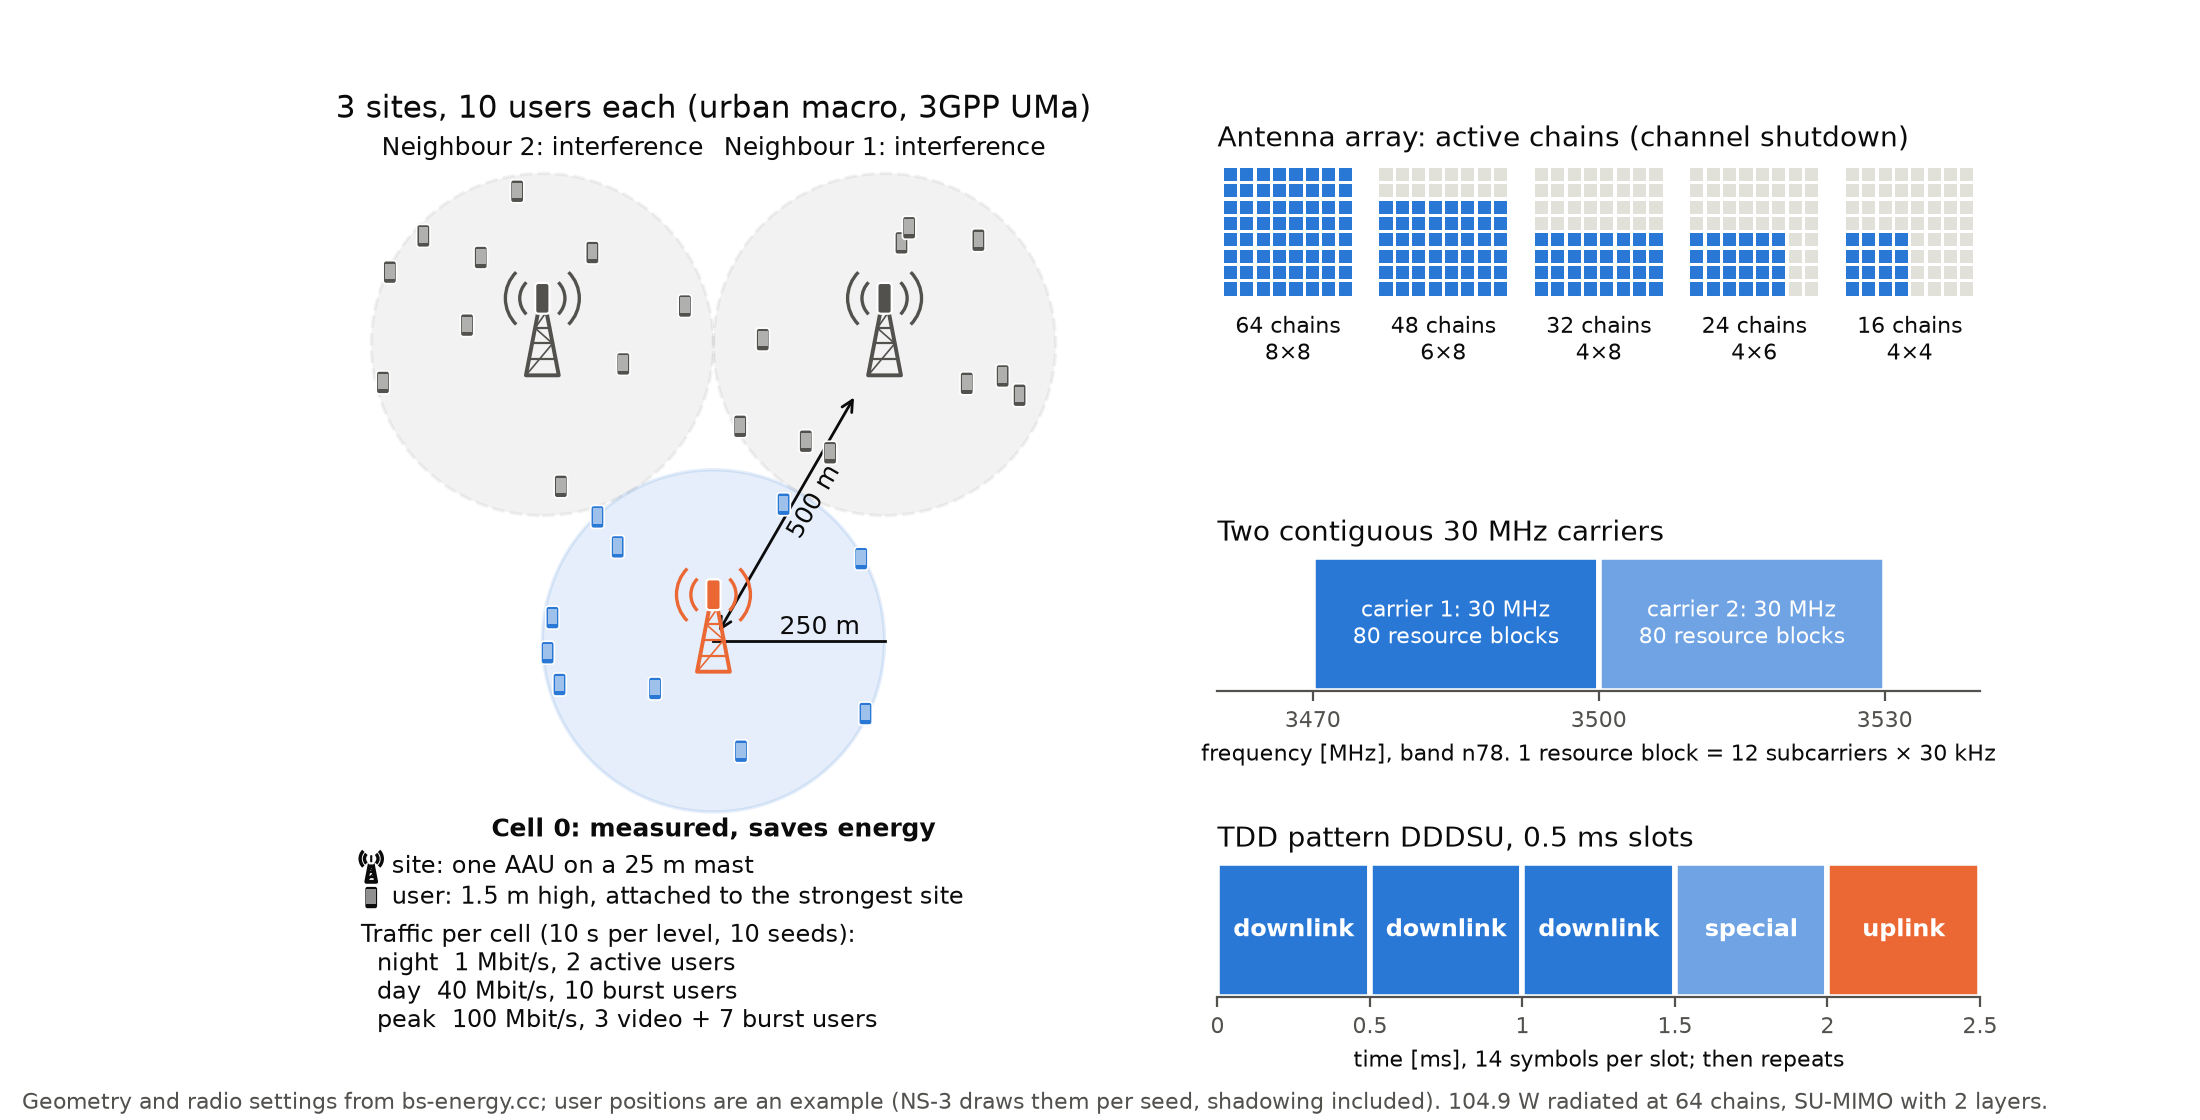 3 sites, 10 users each (urban macro, 3GPP UMa)
Neighbour 2: interference
Neighbour 1: interference
500 m
250 m
Cell 0: measured, saves energy
site: one AAU on a 25 m mast
user: 1.5 m high, attached to the strongest site
Traffic per cell (10 s per level, 10 seeds):
night 1 Mbit/s, 2 active users
day 40 Mbit/s, 10 burst users
peak 100 Mbit/s, 3 video + 7 burst users
Antenna array: active chains (channel shutdown)
64 chains
8×8
48 chains
6×8
32 chains
4×8
24 chains
4×6
16 chains
4×4
Two contiguous 30 MHz carriers
carrier 1: 30 MHz
80 resource blocks
carrier 2: 30 MHz
80 resource blocks
3470
3500
3530
frequency [MHz], band n78. 1 resource block = 12 subcarriers × 30 kHz
TDD pattern DDDSU, 0.5 ms slots
downlink
downlink
downlink
special
uplink
0
0.5
1
1.5
2
2.5
time [ms], 14 symbols per slot; then repeats
Geometry and radio settings from bs-energy.cc; user positions are an example (NS-3 draws them per seed, shadowing included). 104.9 W radiated at 64 chains, SU-MIMO with 2 layers.